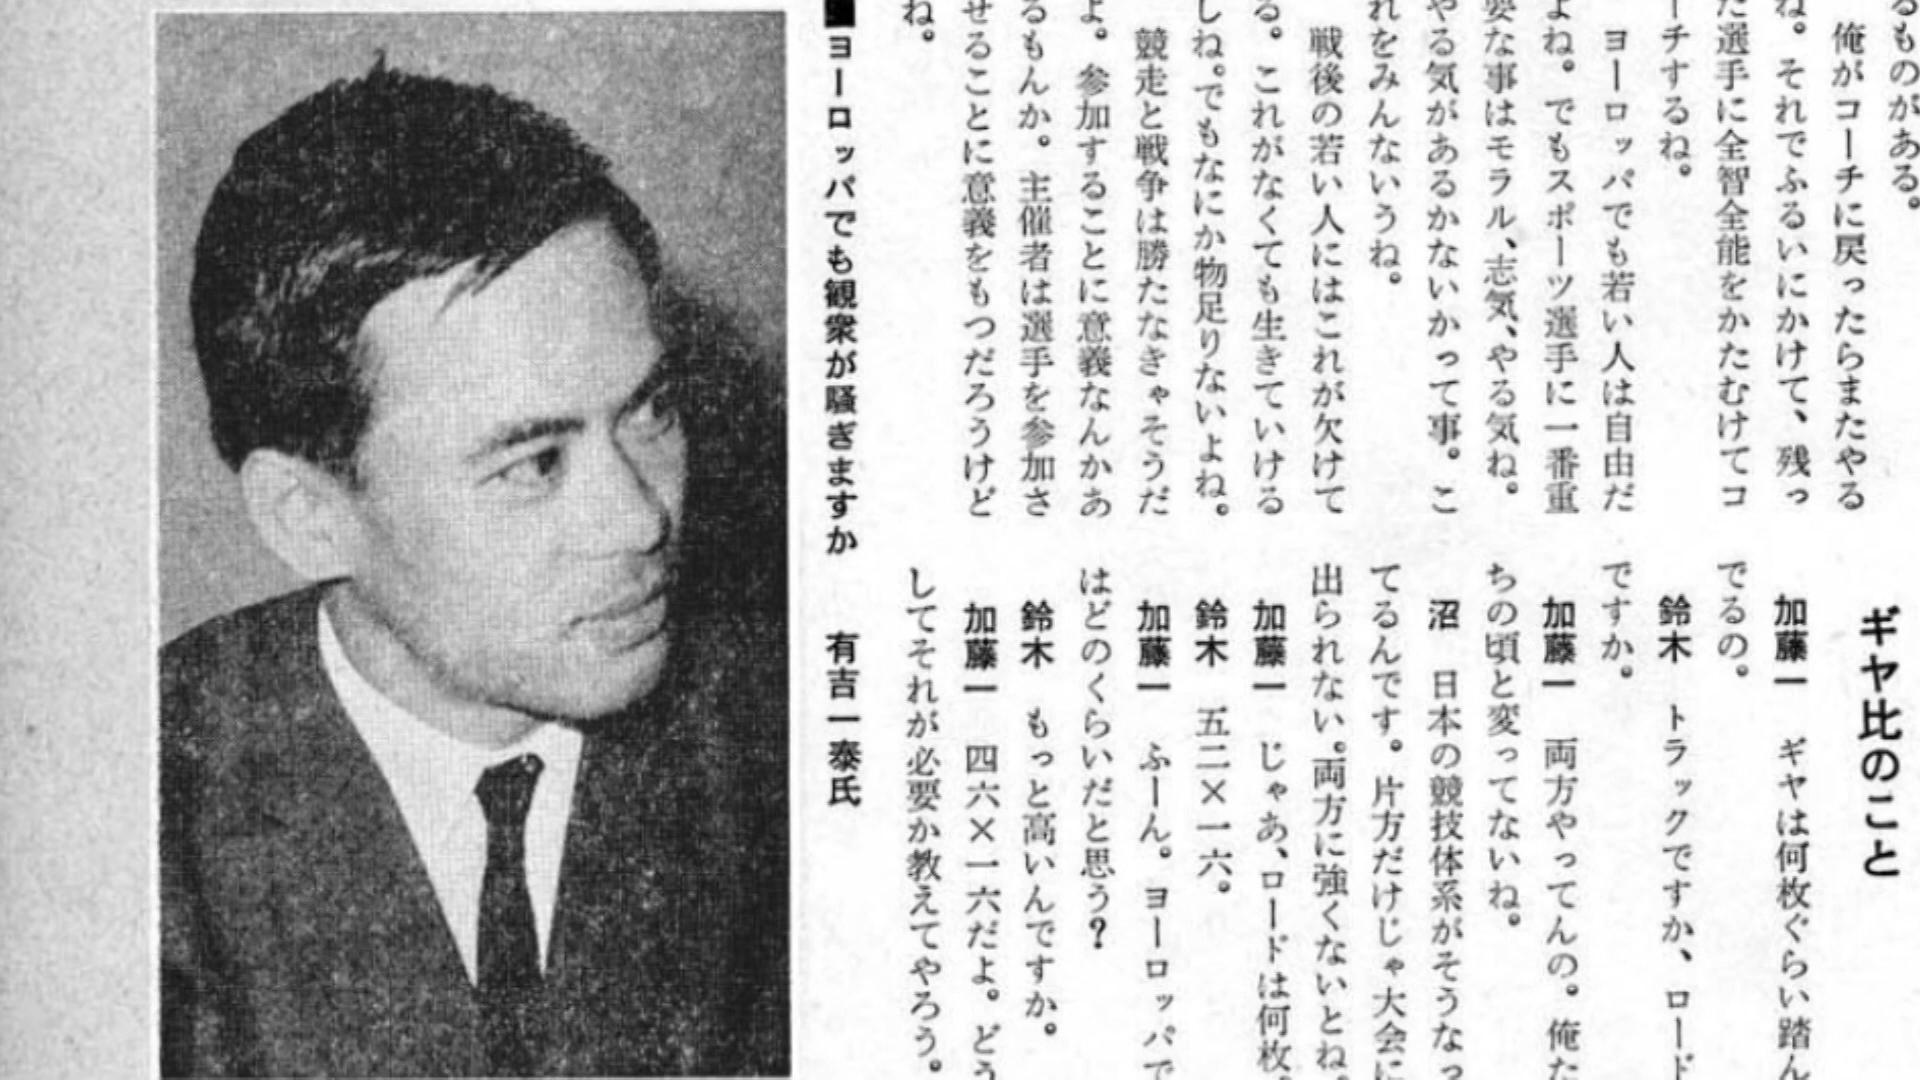 るものがある。
俺がコーチに戻ったらまたやる
ね。それでふるいにかけて、残っ
た選手に全智全能をかたむけてコ
ーチするね。
ヨーロッパでも若い人は自由だ
よね。でもスポーツ選手に一番重
要な事はモラル、志気、やる気ね。
やる気があるかないかって事。こ
れをみんないうね。
戦後の若い人にはこれが欠けて
る。これがなくても生きていける
しね。でもなにか物足りないよね。
競走と戦争は勝たなきゃそうだ
よ。参加することに意義なんかあ
るもんか。主催者は選手を参加さ
せることに意義をもつだろうけど
ね。
ギヤ比のこと
加藤一 ギヤは何枚ぐらい踏ん
でるの。
鈴木 トラックですか、ロード
ですか。
加藤一 両方やってんの。俺た
ちの頃と変ってないね。
沼 日本の競技体系がそうなっ
てるんです。片方だけじゃ大会に
出られない。両方に強くないとね。
加藤一 じゃあ、ロードは何枚。
鈴木 五二×一六。
加藤一 ふーん。ヨーロッパで
はどのくらいだと思う?
鈴木 もっと高いんですか。
加藤一 四六×一六だよ。どう
してそれが必要か教えてやろう。
■ヨーロッパでも観衆が騒ぎますか 有吉一泰氏